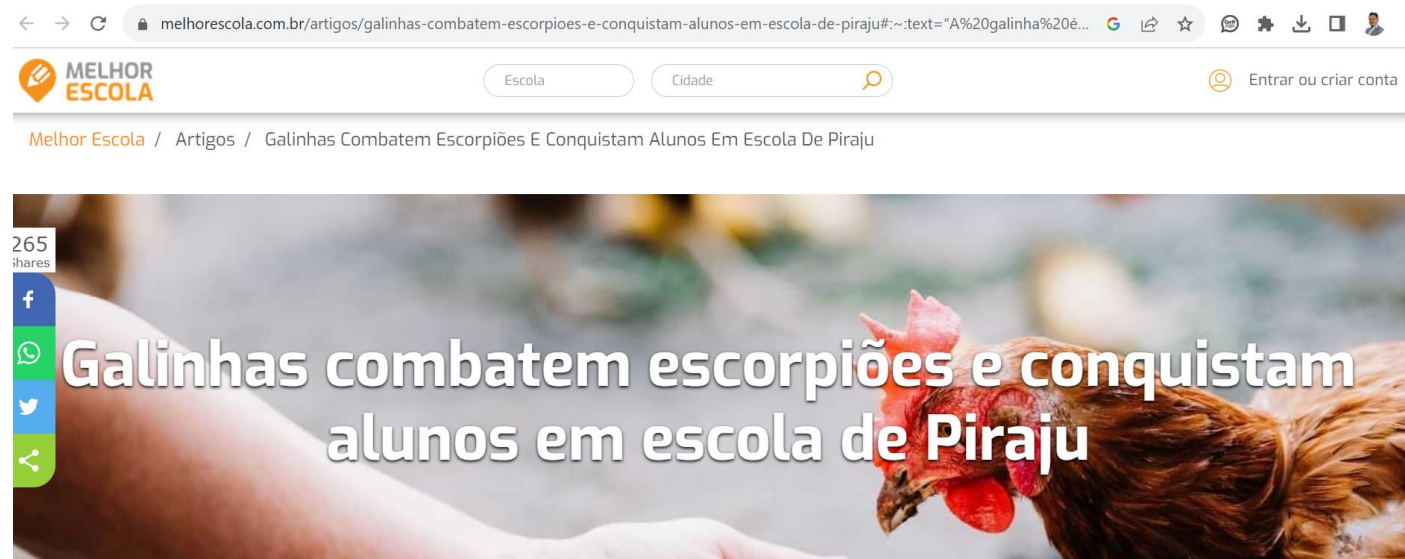 melhorescola.com.br/artigos/galinhas-combatem-escorpioes-e-conquistam-alunos-em-escola-de-piraju#:~:text="A%20galinha%20é...
MELHOR
ESCOLA
Escola
Cidade
Entrar ou criar conta
Melhor Escola / Artigos / Galinhas Combatem Escorpiões E Conquistam Alunos Em Escola De Piraju
265
Shares
Galinhas combatem escorpiões e conquistam
alunos em escola de Piraju